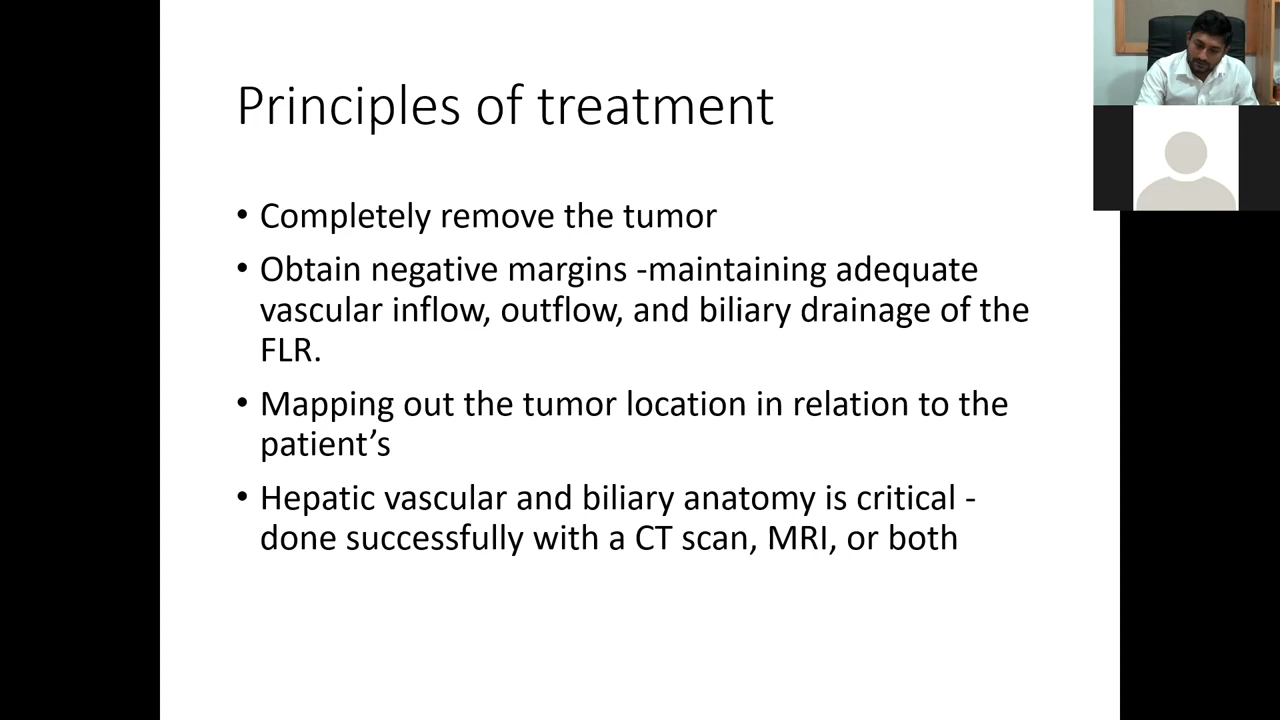 Principles of treatment
• Completely remove the tumor
• Obtain negative margins -maintaining adequate
vascular inflow, outflow, and biliary drainage of the
FLR.
• Mapping out the tumor location in relation to the
patient’s
• Hepatic vascular and biliary anatomy is critical -
done successfully with a CT scan, MRI, or both